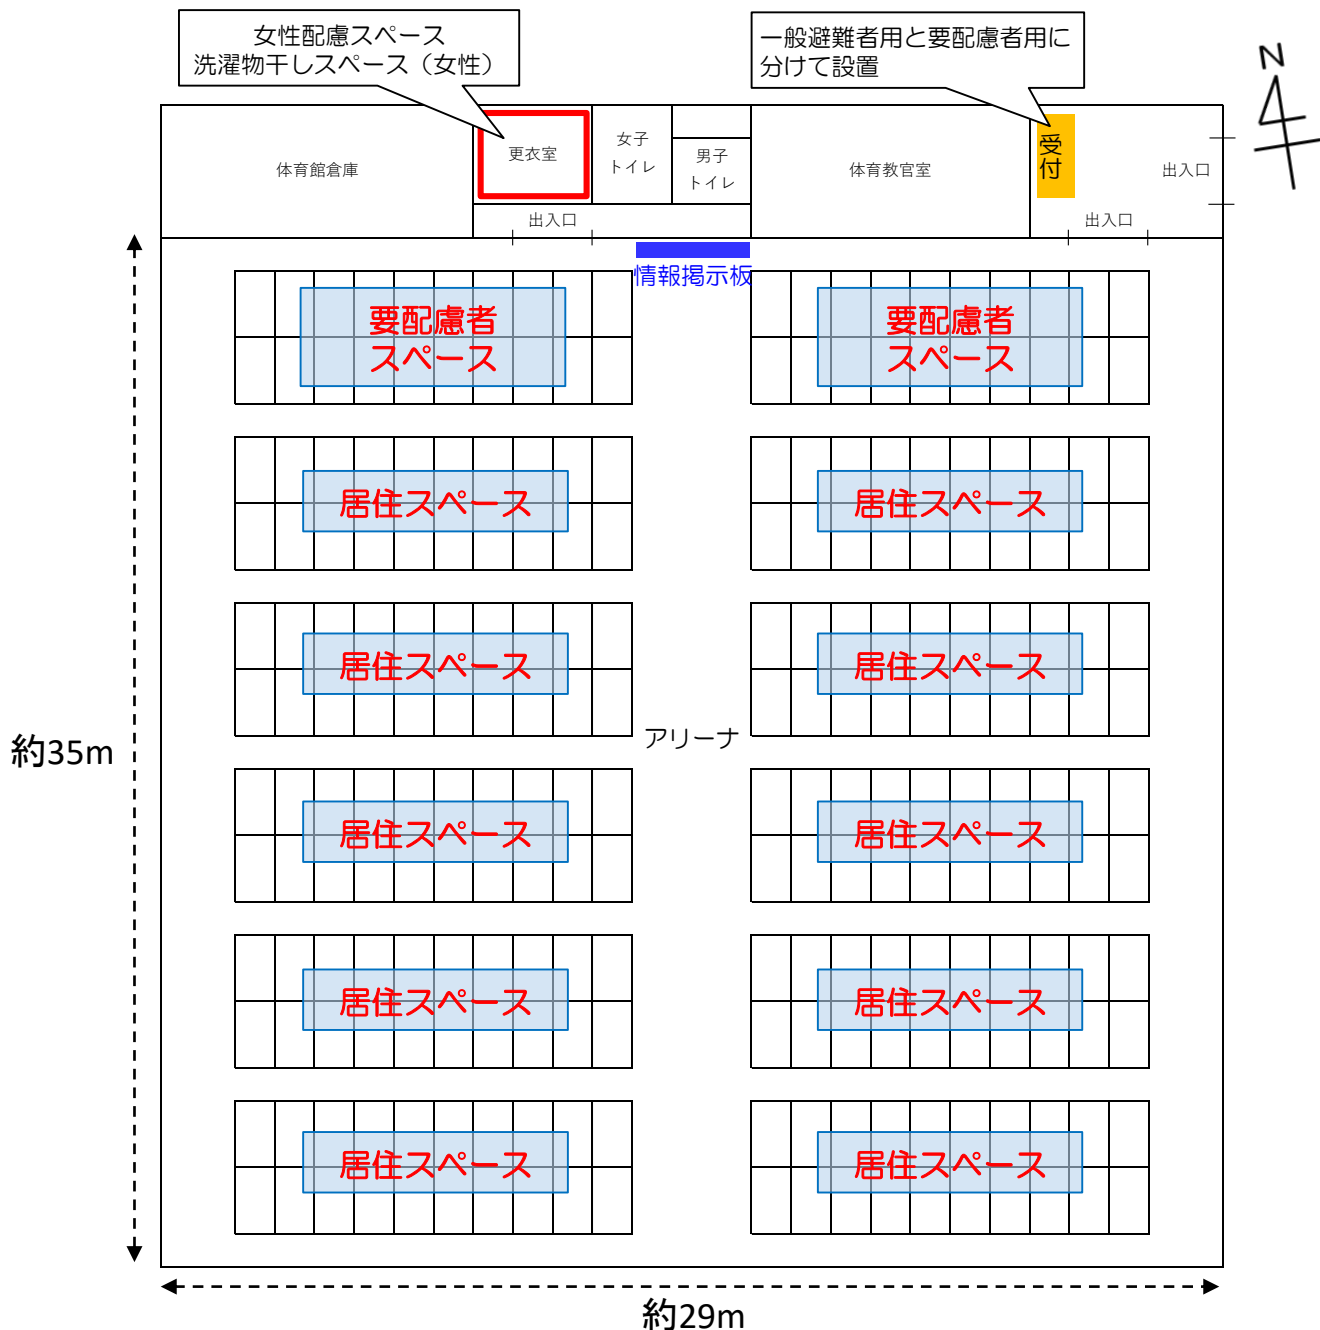 女性配慮スペース
洗濯物干しスペース（女性）
一般避難者用と要配慮者用に
分けて設置
N
体育館倉庫
更衣室
女子
トイレ
男子
トイレ
体育教官室
受付
出入口
出入口
出入口
情報掲示板
要配慮者
スペース
要配慮者
スペース
居住スペース
居住スペース
居住スペース
居住スペース
アリーナ
約35m
居住スペース
居住スペース
居住スペース
居住スペース
居住スペース
居住スペース
約29m